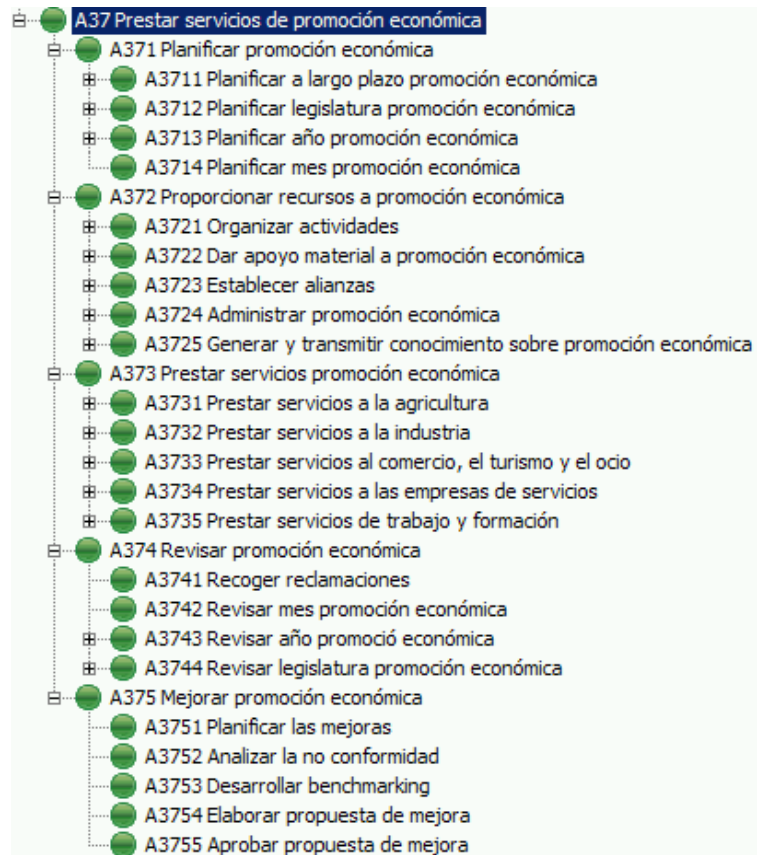 A37 Prestar servicios de promoción económica
A371 Planificar promoción económica
A3711 Planificar a largo plazo promoción económica
A3712 Planificar legislatura promoción económica
A3713 Planificar año promoción económica
A3714 Planificar mes promoción económica
A372 Proporcionar recursos a promoción económica
A3721 Organizar actividades
A3722 Dar apoyo material a promoción económica
A3723 Establecer alianzas
A3724 Administrar promoción económica
A3725 Generar y transmitir conocimiento sobre promoción económica
A373 Prestar servicios promoción económica
A3731 Prestar servicios a la agricultura
A3732 Prestar servicios a la industria
A3733 Prestar servicios al comercio, el turismo y el ocio
A3734 Prestar servicios a las empresas de servicios
A3735 Prestar servicios de trabajo y formación
A374 Revisar promoción económica
A3741 Recoger reclamaciones
A3742 Revisar mes promoción económica
A3743 Revisar año promoció económica
A3744 Revisar legislatura promoción económica
A375 Mejorar promoción económica
A3751 Planificar las mejoras
A3752 Analizar la no conformidad
A3753 Desarrollar benchmarking
A3754 Elaborar propuesta de mejora
A3755 Aprobar propuesta de mejora